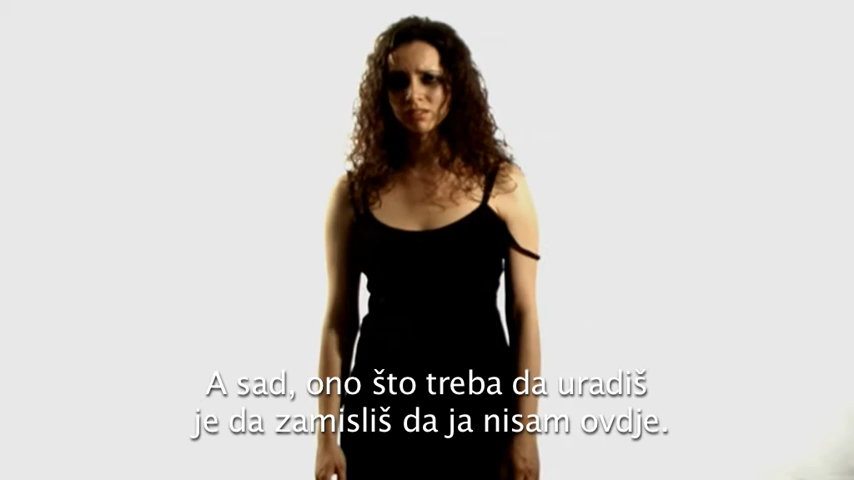 A sad, ono što treba da uradiš
je da zamisliš da ja nisam ovdje.